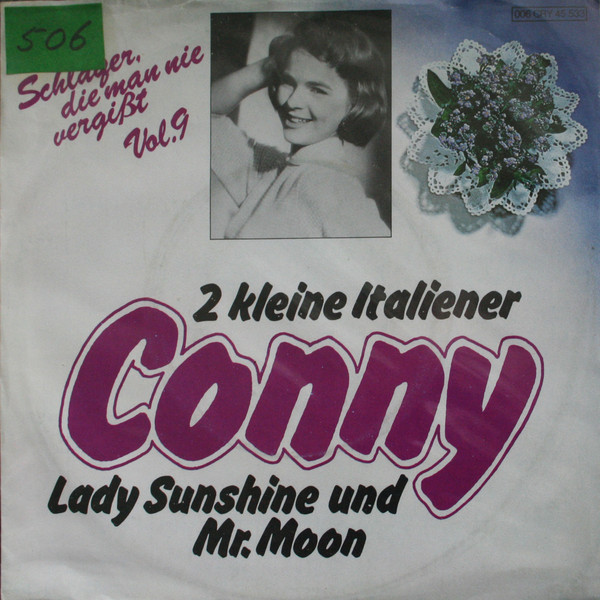 506
Schlager,
die man nie
vergißt
Vol.9
2 kleine Italiener
Conny
Lady Sunshine und
Mr. Moon